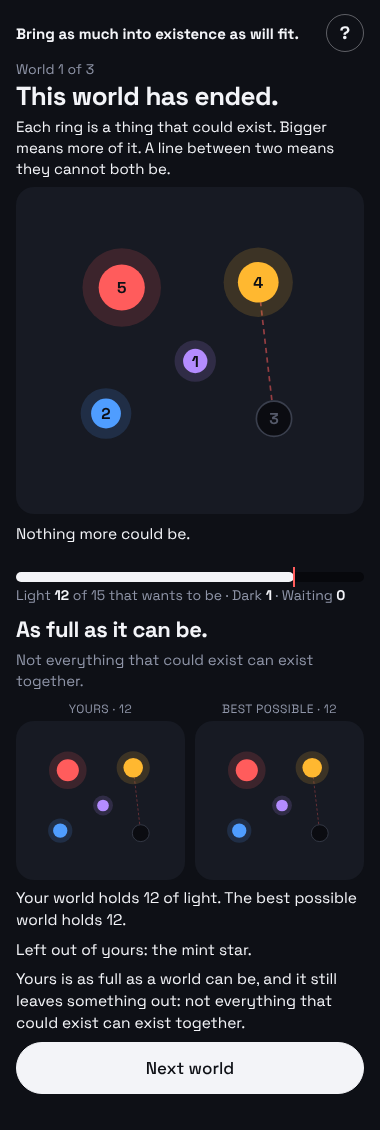 Bring as much into existence as will fit.
?
World 1 of 3
This world has ended.
Each ring is a thing that could exist. Bigger
means more of it. A line between two means
they cannot both be.
5
4
1
2
3
Nothing more could be.
Light 12 of 15 that wants to be · Dark 1 · Waiting 0
As full as it can be.
Not everything that could exist can exist
together.
YOURS · 12
BEST POSSIBLE · 12
Your world holds 12 of light. The best possible
world holds 12.
Left out of yours: the mint star.
Yours is as full as a world can be, and it still
leaves something out: not everything that
could exist can exist together.
Next world